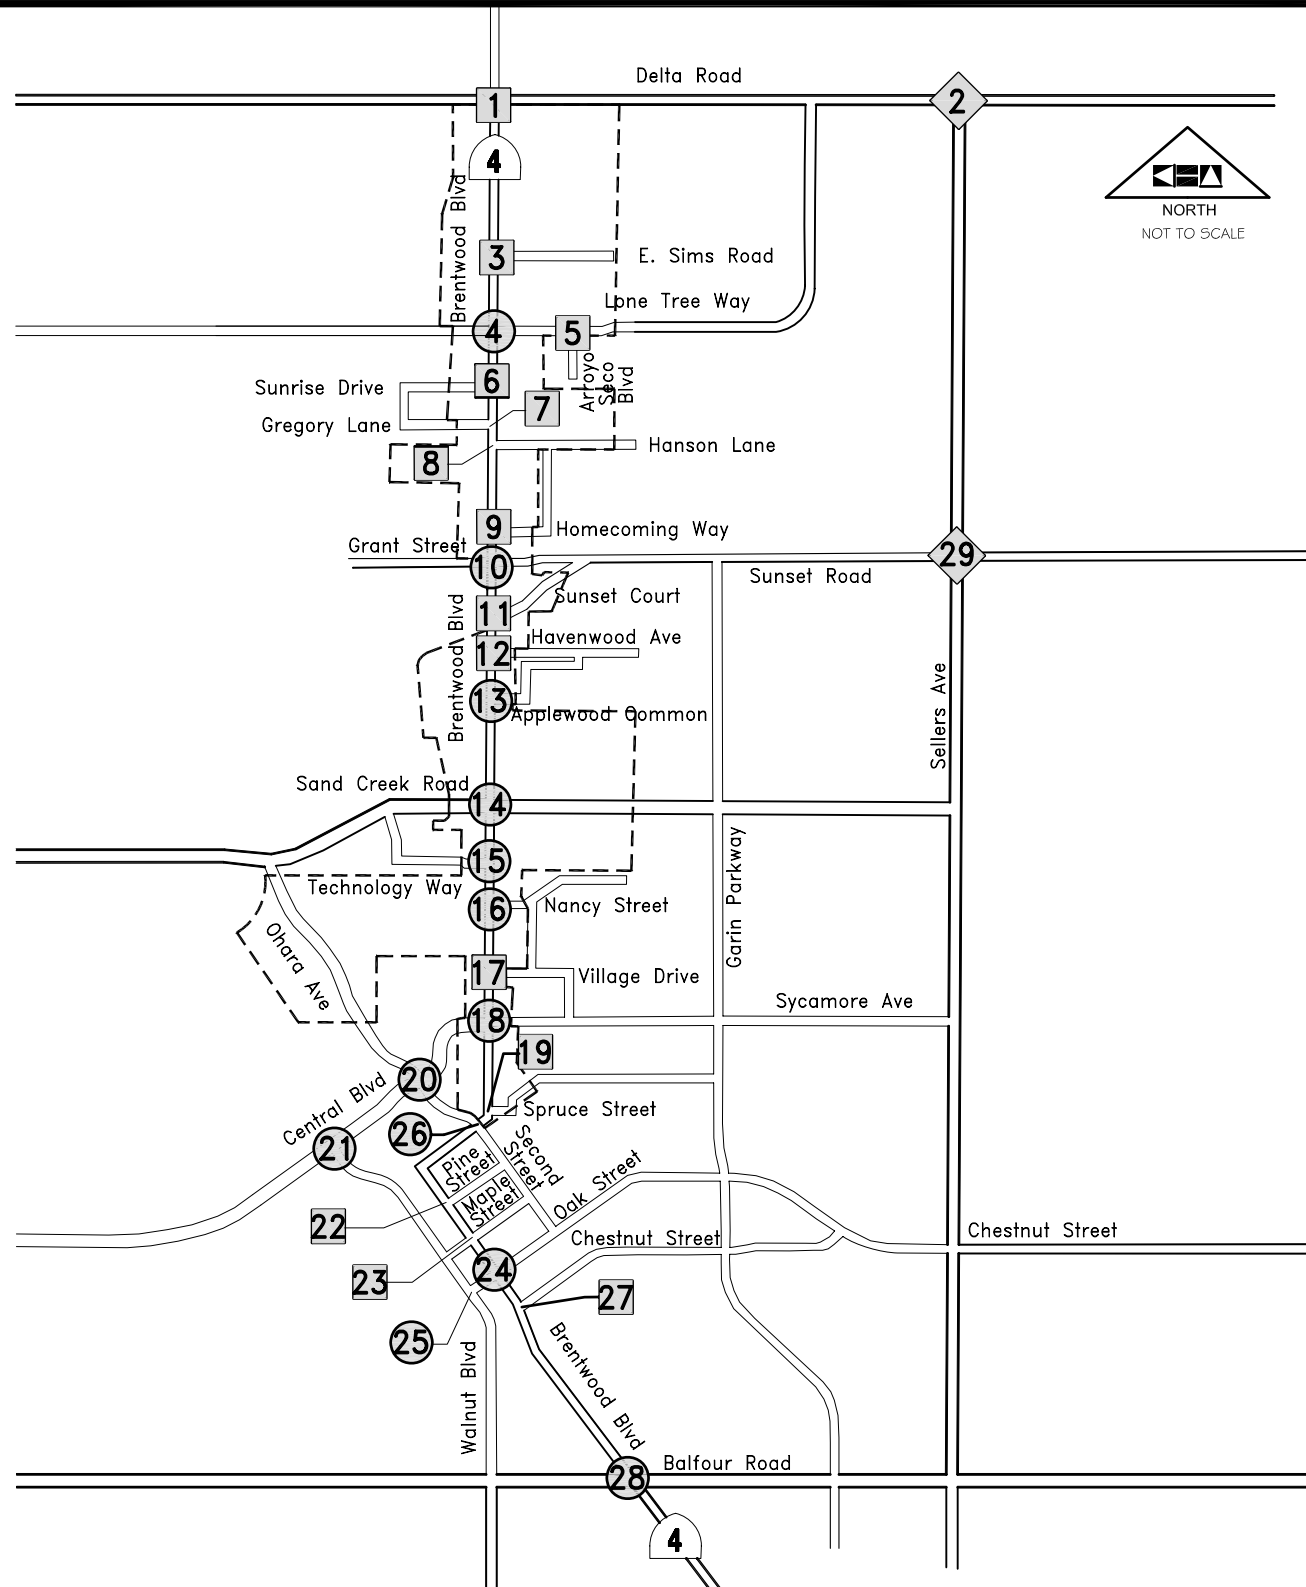 Delta Road
1
2
4
NORTH
NOT TO SCALE
Brentwood Blvd
3
E. Sims Road
Lone Tree Way
4
5
Arroyo
Seco
Blvd
6
Sunrise Drive
7
Gregory Lane
Hanson Lane
8
9
Homecoming Way
Grant Street
10
29
Sunset Road
11
Sunset Court
Brentwood Blvd
Havenwood Ave
12
13
Applewood Common
Sellers Ave
Sand Creek Road
14
15
Technology Way
16
Nancy Street
Garin Parkway
Ohara Ave
17
Village Drive
Sycamore Ave
18
19
20
Central Blvd
Spruce Street
26
21
Second
Street
Pine
Street
Maple
Street
Oak Street
22
Chestnut Street
Chestnut Street
24
23
27
25
Walnut Blvd
Brentwood Blvd
Balfour Road
28
4